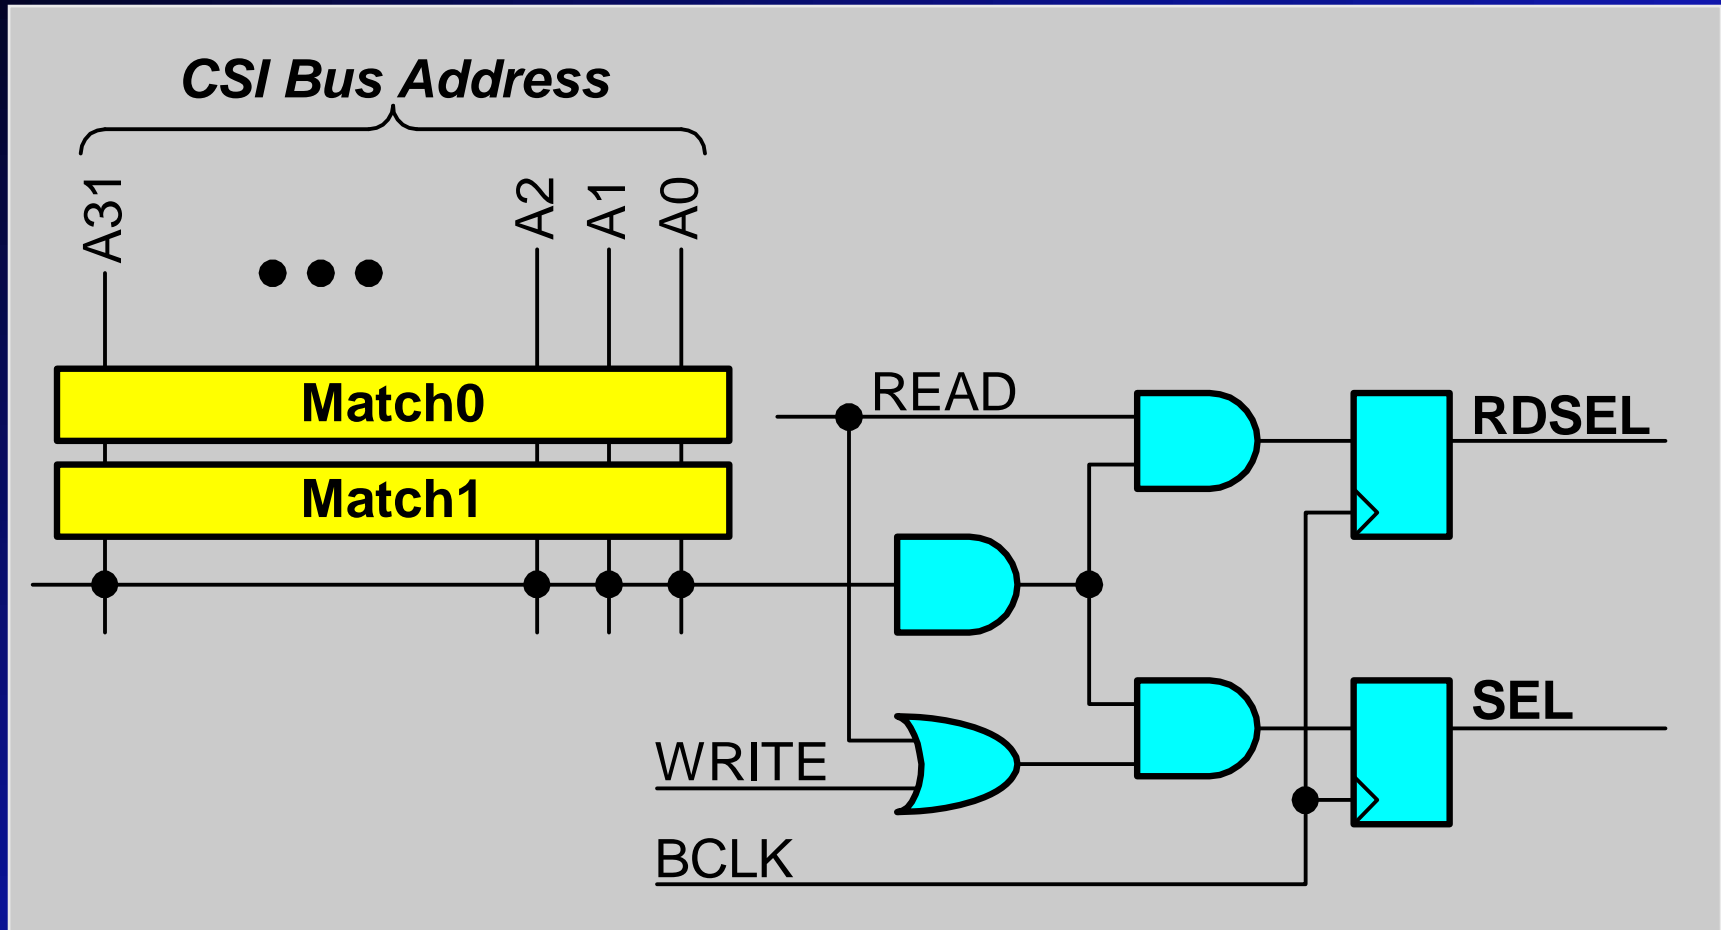 CSI Bus Address
A31
A2
A1
A0
Match0
Match1
READ
RDSEL
WRITE
SEL
BCLK